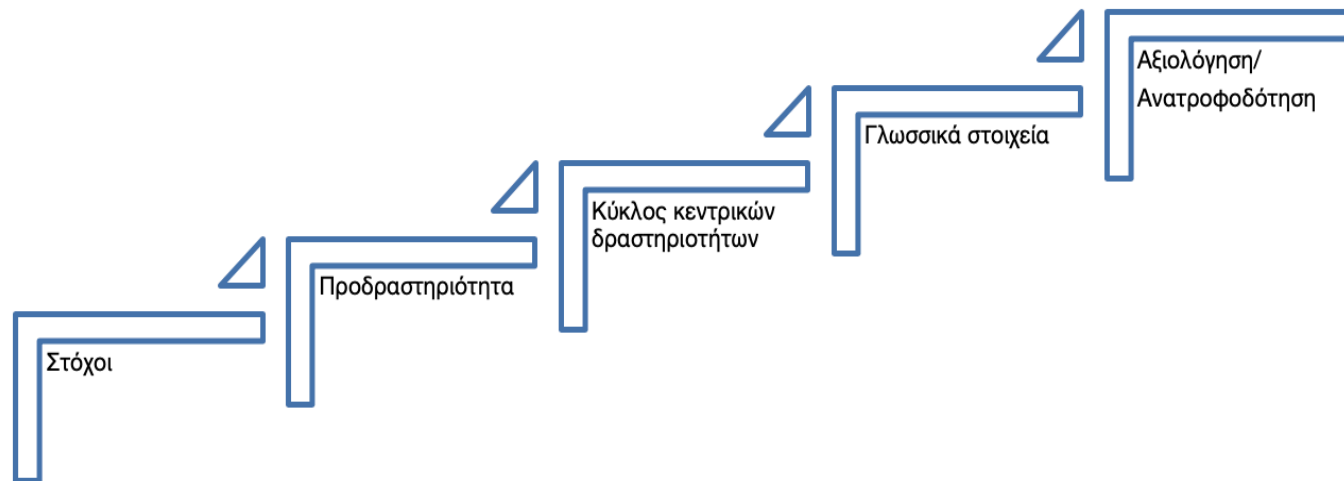 Στόχοι
Προδραστηριότητα
Κύκλος κεντρικών
δραστηριοτήτων
Γλωσσικά στοιχεία
Αξιολόγηση/
Ανατροφοδότηση